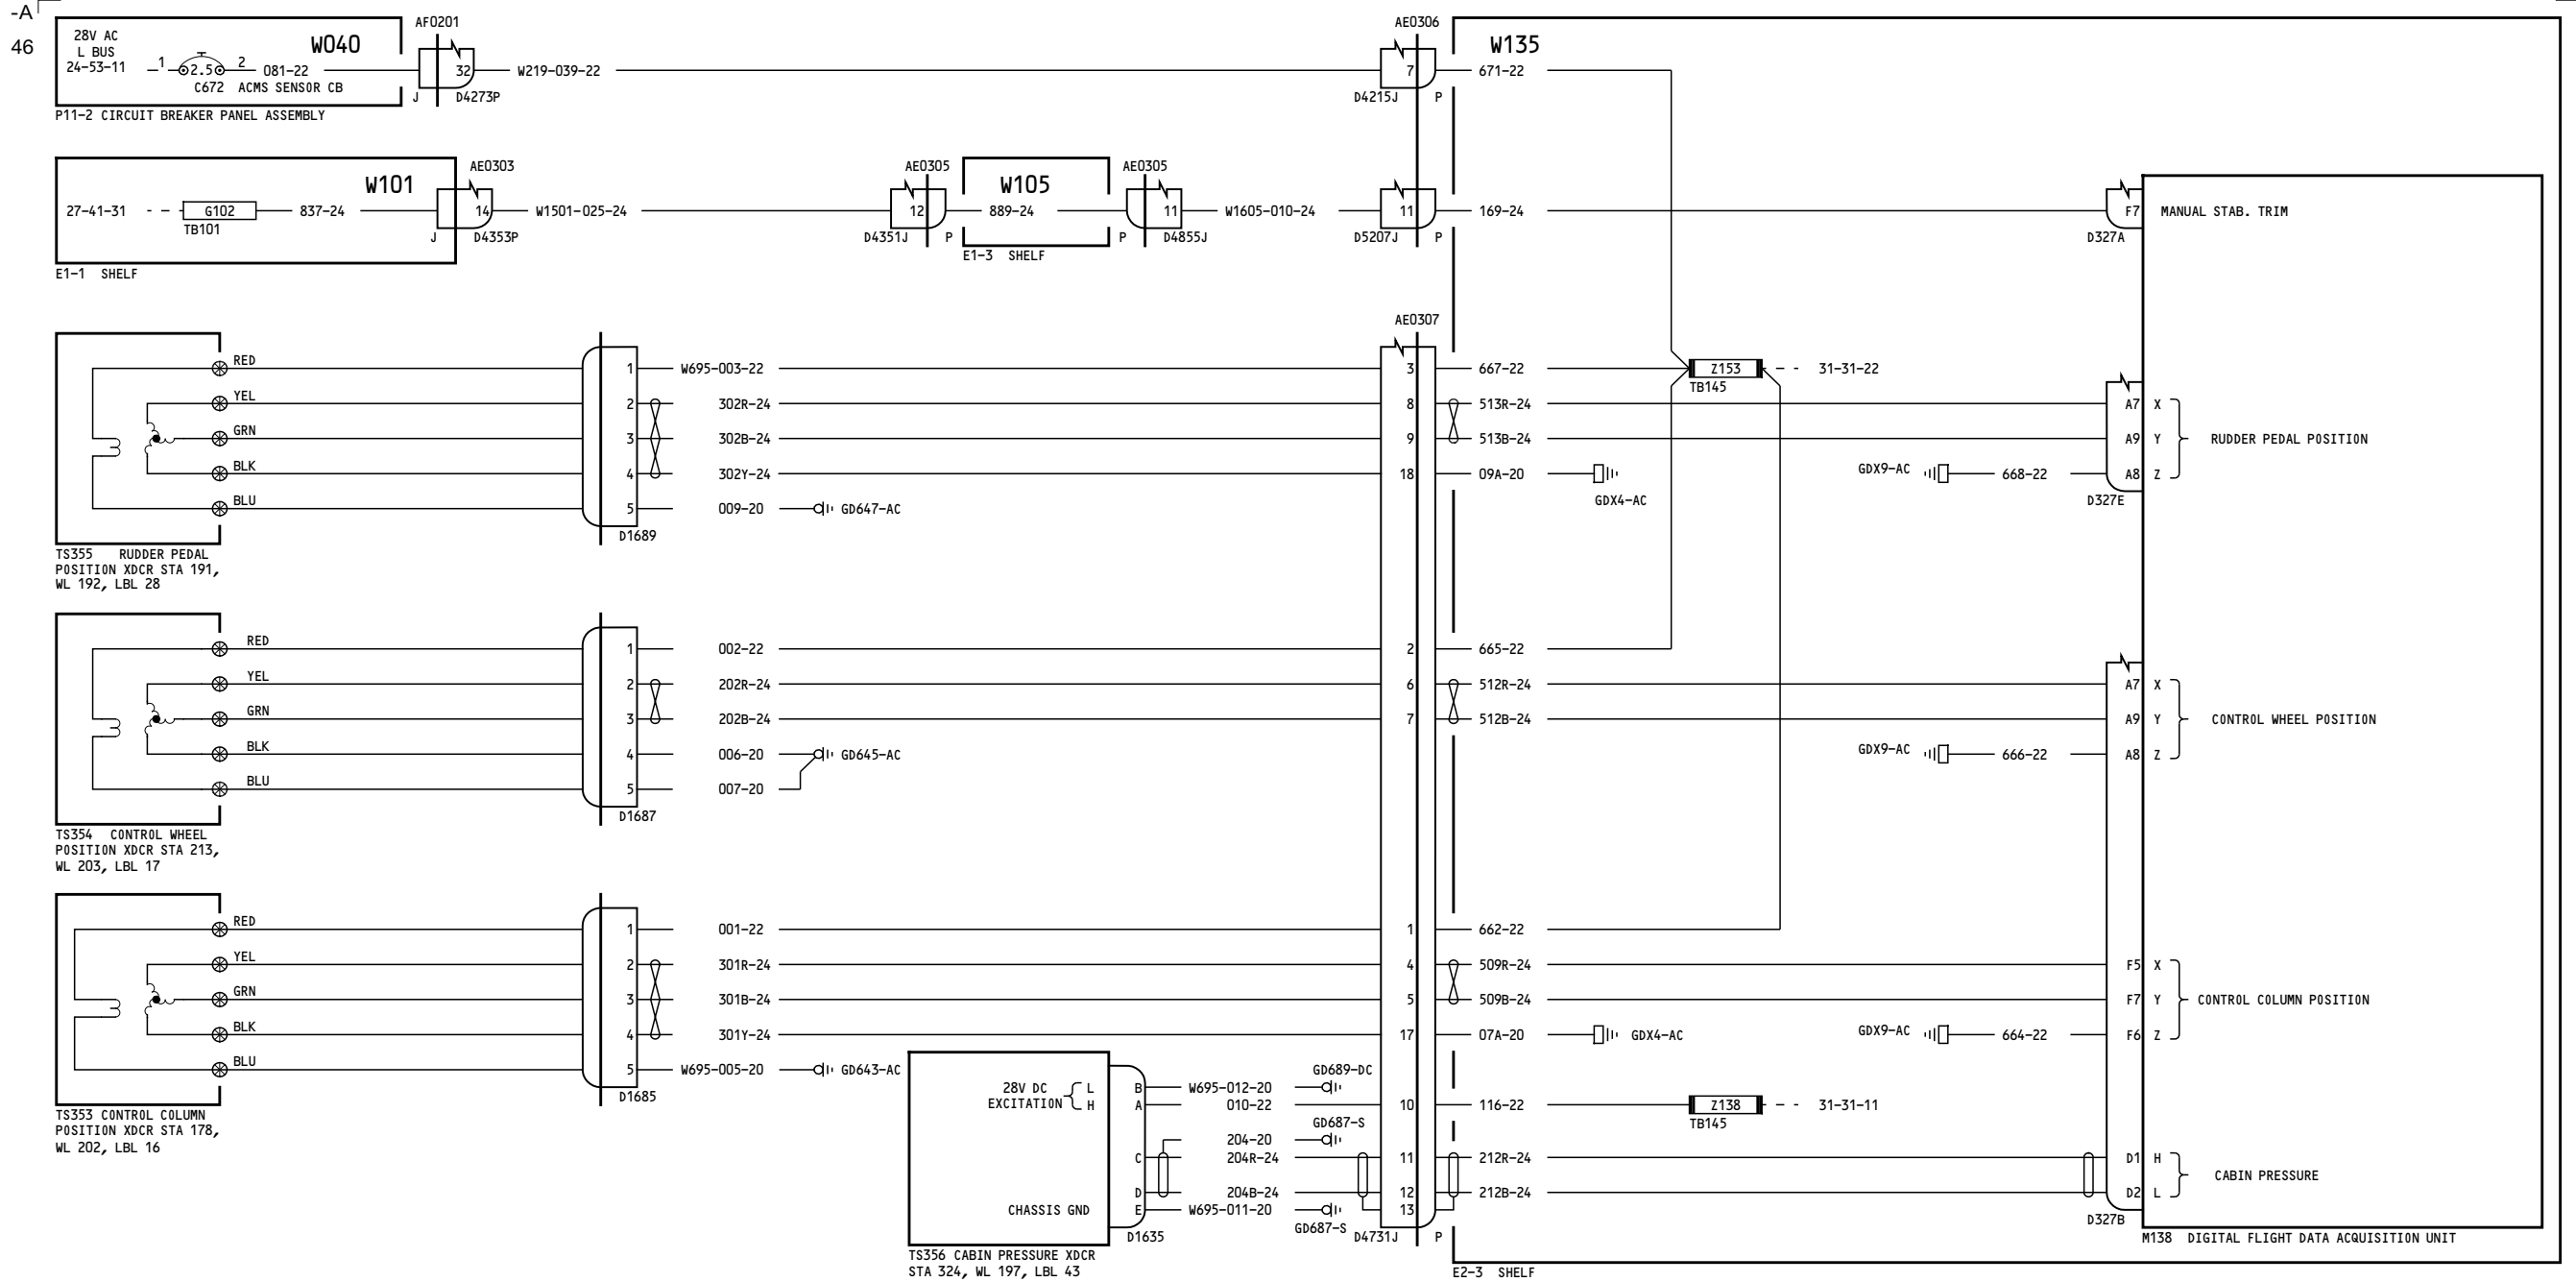 -A
46
28V AC
L BUS
24-53-11
1
2.5
2
081-22
W040
C672 ACMS SENSOR CB
P11-2 CIRCUIT BREAKER PANEL ASSEMBLY
AF0201
32
J
D4273P
W219-039-22
AE0306
7
D4215J
P
W135
671-22
27-41-31
G102
TB101
837-24
W101
E1-1 SHELF
AE0303
14
J
D4353P
W1501-025-24
AE0305
12
D4351J
P
W105
889-24
E1-3 SHELF
AE0305
11
P
D4855J
W1605-010-24
11
D5207J
P
169-24
F7
D327A
MANUAL STAB. TRIM
AE0307
RED
1
W695-003-22
3
667-22
Z153
TB145
31-31-22
YEL
2
302R-24
8
513R-24
A7
X
GRN
3
302B-24
9
513B-24
A9
Y
RUDDER PEDAL POSITION
BLK
4
302Y-24
18
09A-20
GDX4-AC
GDX9-AC
668-22
A8
Z
BLU
5
009-20
GD647-AC
D327E
D1689
TS355 RUDDER PEDAL
POSITION XDCR STA 191,
WL 192, LBL 28
RED
1
002-22
2
665-22
YEL
2
202R-24
6
512R-24
A7
X
GRN
3
202B-24
7
512B-24
A9
Y
CONTROL WHEEL POSITION
BLK
4
006-20
GD645-AC
GDX9-AC
666-22
A8
Z
BLU
5
007-20
D1687
TS354 CONTROL WHEEL
POSITION XDCR STA 213,
WL 203, LBL 17
RED
1
001-22
1
662-22
YEL
2
301R-24
4
509R-24
F5
X
GRN
3
301B-24
5
509B-24
F7
Y
CONTROL COLUMN POSITION
BLK
4
301Y-24
17
07A-20
GDX4-AC
GDX9-AC
664-22
F6
Z
BLU
5
W695-005-20
GD643-AC
D1685
TS353 CONTROL COLUMN
POSITION XDCR STA 178,
WL 202, LBL 16
28V DC
EXCITATION
L
H
B
W695-012-20
GD689-DC
A
010-22
10
116-22
Z138
TB145
31-31-11
204-20
GD687-S
C
204R-24
11
212R-24
D1
H
CABIN PRESSURE
D
204B-24
12
212B-24
D2
L
CHASSIS GND
E
W695-011-20
GD687-S
13
D1635
D4731J
P
D327B
TS356 CABIN PRESSURE XDCR
STA 324, WL 197, LBL 43
M138 DIGITAL FLIGHT DATA ACQUISITION UNIT
E2-3 SHELF